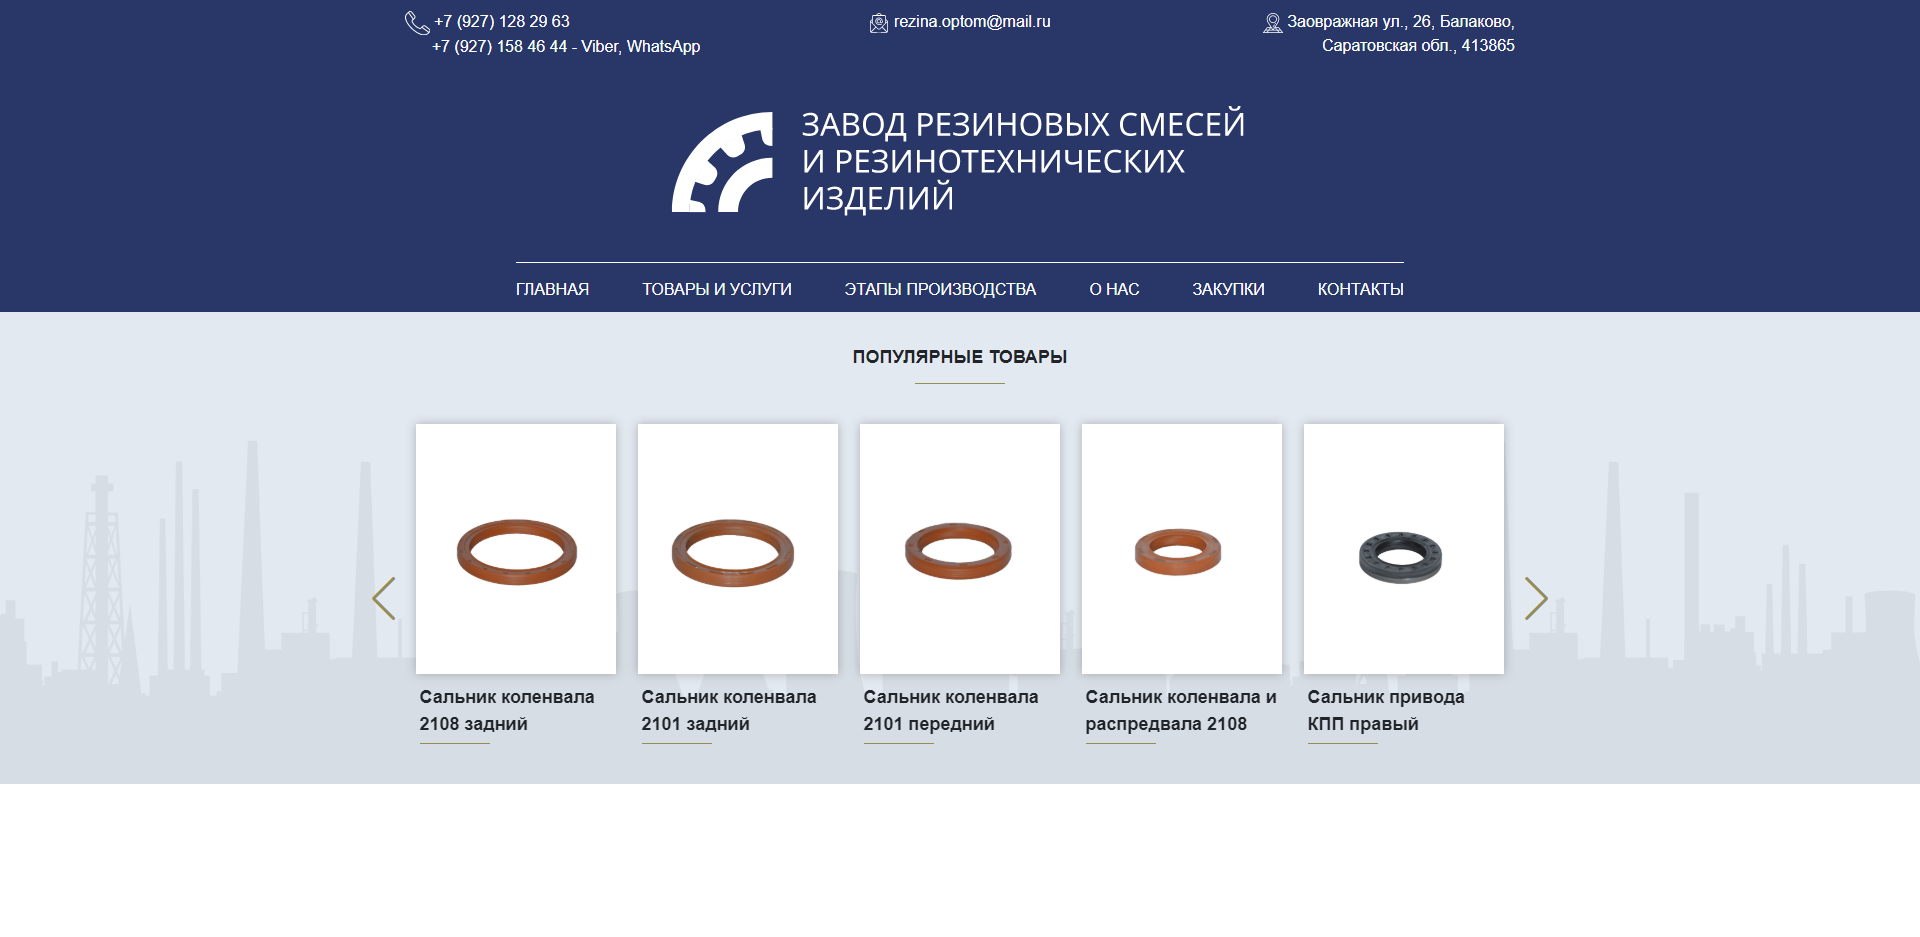 +7 (927) 128 29 63
+7 (927) 158 46 44 - Viber, WhatsApp
rezina.optom@mail.ru
Заовражная ул., 26, Балаково,
Саратовская обл., 413865
ЗАВОД РЕЗИНОВЫХ СМЕСЕЙ
И РЕЗИНОТЕХНИЧЕСКИХ
ИЗДЕЛИЙ
ГЛАВНАЯ ТОВАРЫ И УСЛУГИ ЭТАПЫ ПРОИЗВОДСТВА О НАС ЗАКУПКИ КОНТАКТЫ
ПОПУЛЯРНЫЕ ТОВАРЫ
Сальник коленвала
2108 задний
Сальник коленвала
2101 задний
Сальник коленвала
2101 передний
Сальник коленвала и
распредвала 2108
Сальник привода
КПП правый